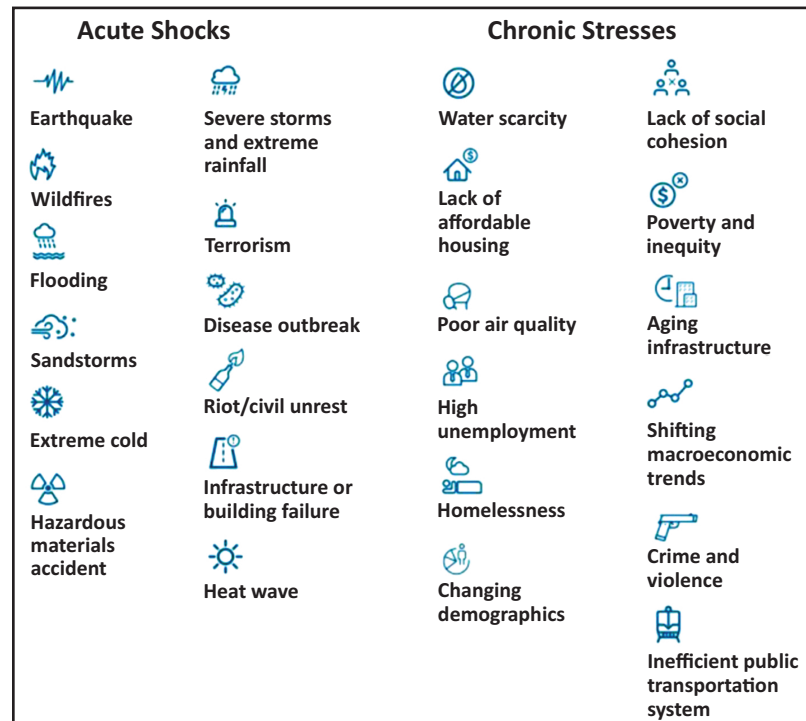 Acute Shocks
Earthquake
Wildfires
Flooding
Sandstorms
Extreme cold
Hazardous
materials
accident
Severe storms
and extreme
rainfall
Terrorism
Disease outbreak
Riot/civil unrest
Infrastructure or
building failure
Heat wave
Chronic Stresses
Water scarcity
Lack of
affordable
housing
Poor air quality
High
unemployment
Homelessness
Changing
demographics
Lack of social
cohesion
Poverty and
inequity
Aging
infrastructure
Shifting
macroeconomic
trends
Crime and
violence
Inefficient public
transportation
system